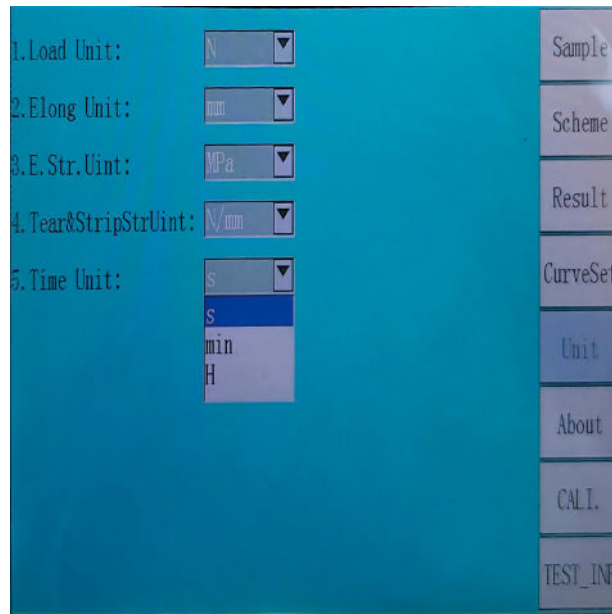 1.Load Unit: N
2.Elong Unit: mm
3.E.Str.Uint: MPa
4.Tear&StripStrUint: N/mm
5.Time Unit: s
s
min
H
Sample
Scheme
Result
CurveSet
Unit
About
CALI.
TEST_INF